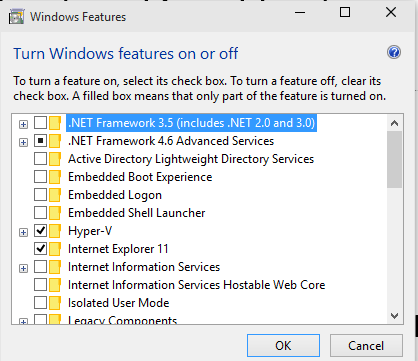 Windows Features
Turn Windows features on or off
To turn a feature on, select its check box. To turn a feature off, clear its
check box. A filled box means that only part of the feature is turned on.
.NET Framework 3.5 (includes .NET 2.0 and 3.0)
.NET Framework 4.6 Advanced Services
Active Directory Lightweight Directory Services
Embedded Boot Experience
Embedded Logon
Embedded Shell Launcher
Hyper-V
Internet Explorer 11
Internet Information Services
Internet Information Services Hostable Web Core
Isolated User Mode
Legacy Components
OK
Cancel